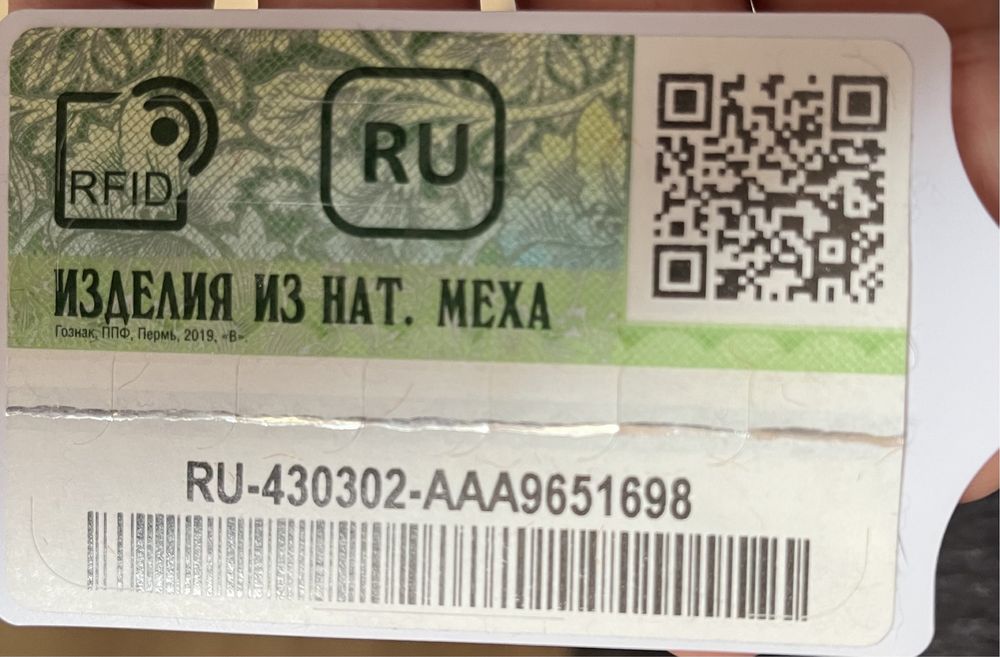 RFID
RU
ИЗДЕЛИЯ ИЗ НАТ. МЕХА
Гознак, ППФ, Пермь, 2019, «В».
RU-430302-AAA9651698